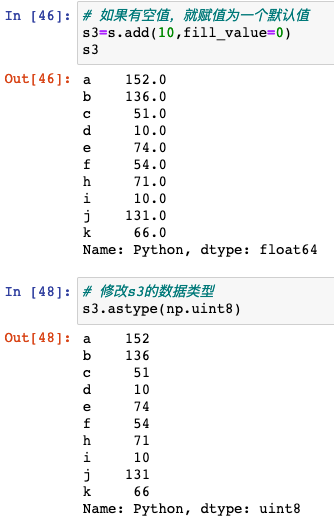 In [46]: # 如果有空值，就赋值为一个默认值
s3=s.add(10,fill_value=0)
s3
Out[46]: a 152.0
b 136.0
c 51.0
d 10.0
e 74.0
f 54.0
h 71.0
i 10.0
j 131.0
k 66.0
Name: Python, dtype: float64
In [48]: # 修改s3的数据类型
s3.astype(np.uint8)
Out[48]: a 152
b 136
c 51
d 10
e 74
f 54
h 71
i 10
j 131
k 66
Name: Python, dtype: uint8